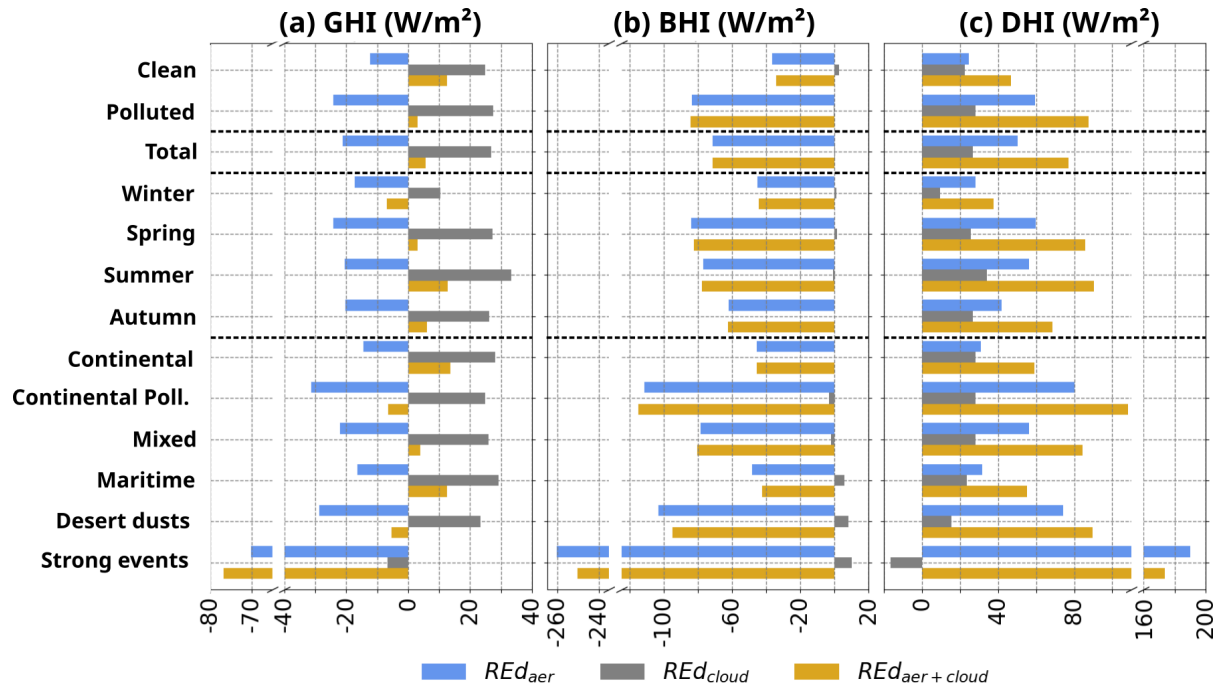 (a) GHI (W/m²) (b) BHI (W/m²) (c) DHI (W/m²)
Clean
Polluted
Total
Winter
Spring
Summer
Autumn
Continental
Continental Poll.
Mixed
Maritime
Desert dusts
Strong events
-80 -70 -40 -20 0 20 40 -260 -240 -100 -60 -20 20 0 40 80 160 200
REd_aer REd_cloud REd_aer+cloud